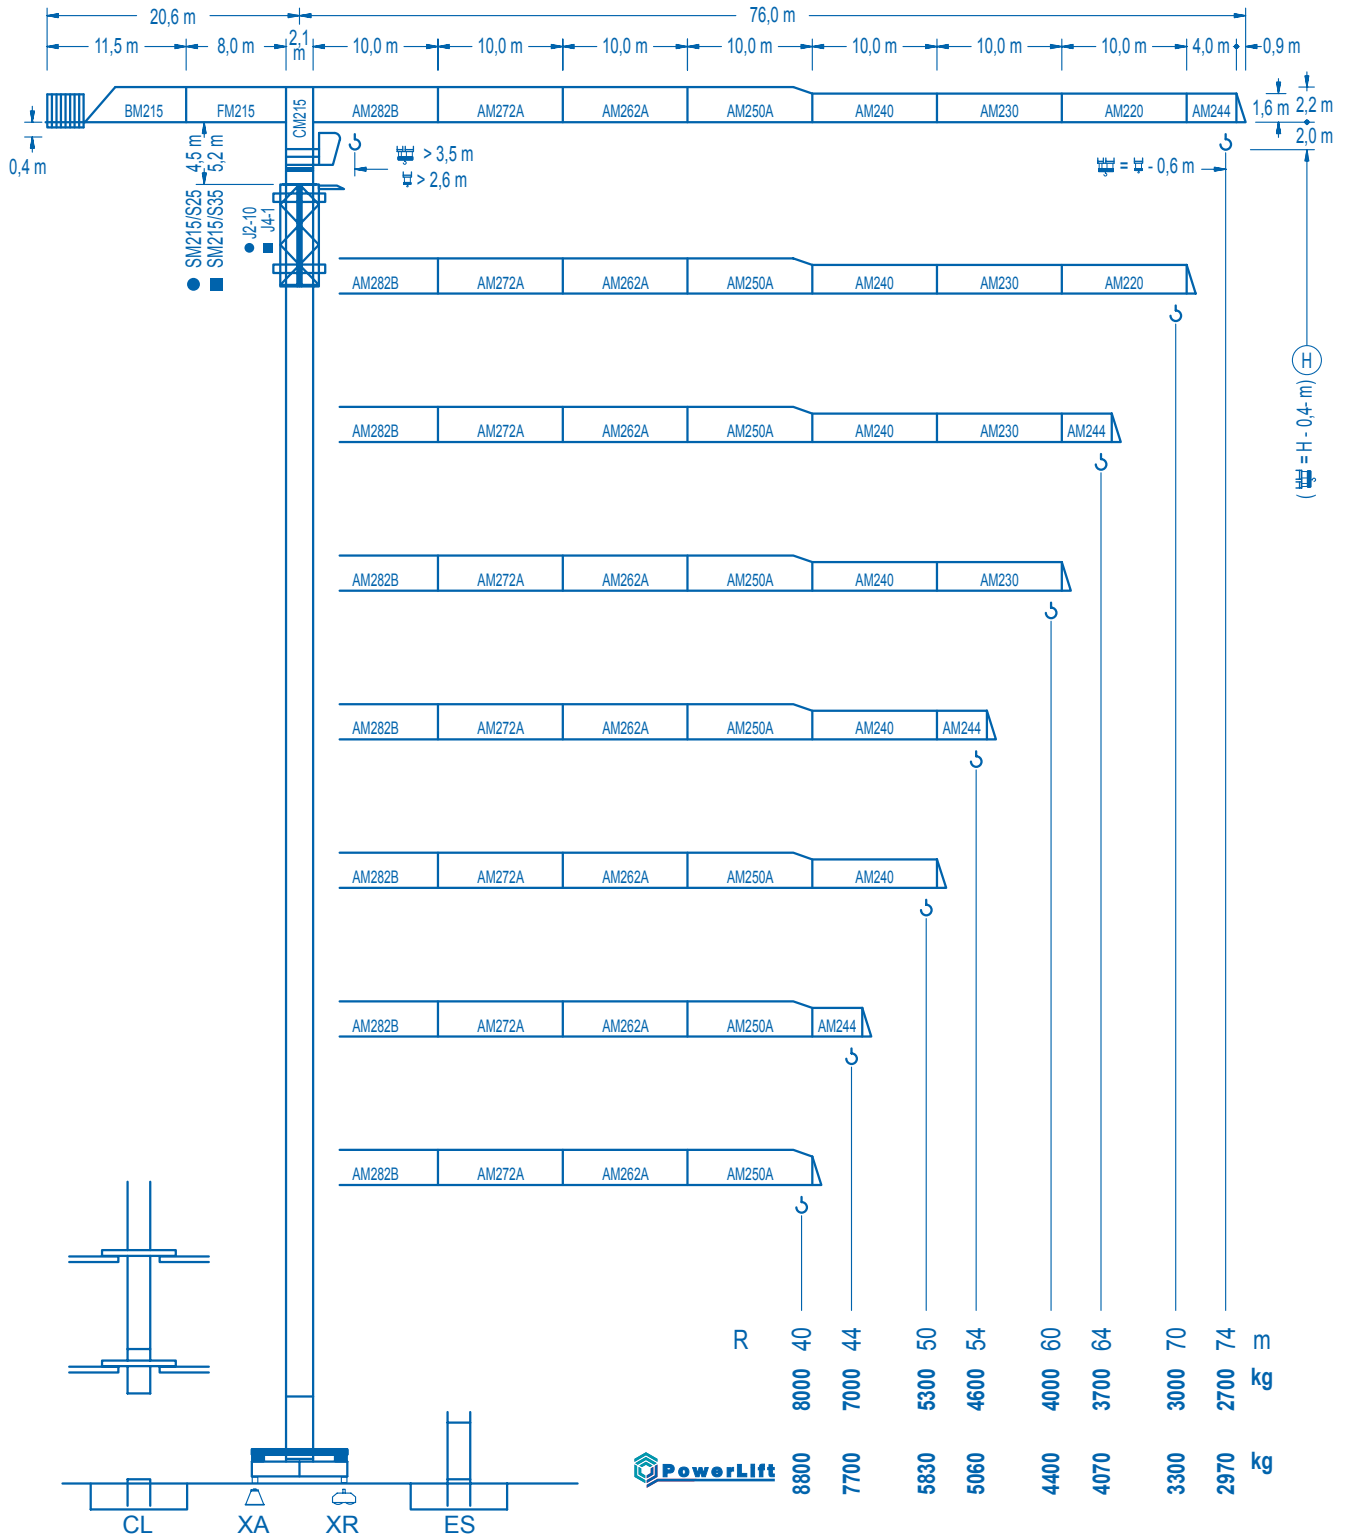 20,6 m 76,0 m
11,5 m 8,0 m 2,1 m 10,0 m 10,0 m 10,0 m 10,0 m 10,0 m 10,0 m 10,0 m 4,0 m 0,9 m
BM215 FM215 CM215 AM282B AM272A AM262A AM250A AM240 AM230 AM220 AM244 1,6 m 2,2 m
0,4 m 2,0 m
4,5 m
5,2 m
> 3,5 m
> 2,6 m
= - 0,6 m
SM215/S25
SM215/S35
J2-10
J4-1
AM282B AM272A AM262A AM250A AM240 AM230 AM220
H
( = H - 0,4 m)
AM282B AM272A AM262A AM250A AM240 AM230 AM244
AM282B AM272A AM262A AM250A AM240 AM230
AM282B AM272A AM262A AM250A AM240 AM244
AM282B AM272A AM262A AM250A AM240
AM282B AM272A AM262A AM250A AM244
AM282B AM272A AM262A AM250A
R 40 44 50 54 60 64 70 74 m
8000 7000 5300 4600 4000 3700 3000 2700 kg
PowerLift
8800 7700 5830 5060 4400 4070 3300 2970 kg
CL XA XR ES